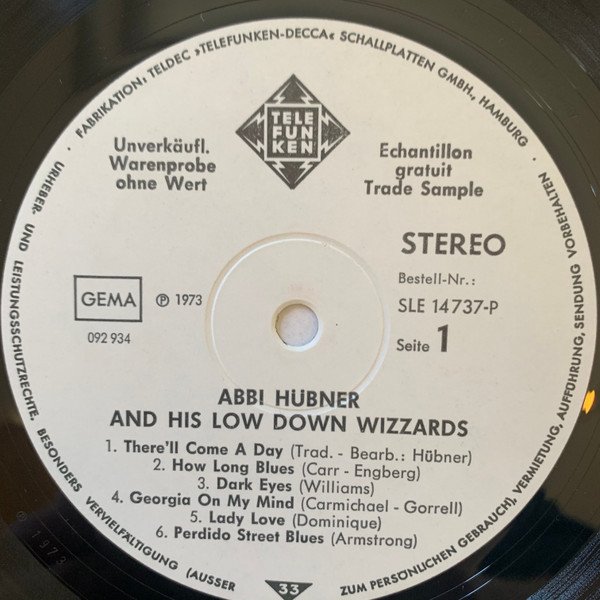 · FABRIKATION: TELDEC »TELEFUNKEN-DECCA« SCHALLPLATTEN GMBH., HAMBURG ·
URHEBER- UND LEISTUNGSSCHUTZRECHTE, BESONDERS VERVIELFÄLTIGUNG (AUSSER ZUM PERSÖNLICHEN GEBRAUCH), VERMIETUNG, AUFFÜHRUNG, SENDUNG VORBEHALTEN
TELE
FUN
KEN
Unverkäufl.
Warenprobe
ohne Wert
Echantillon
gratuit
Trade Sample
STEREO
Bestell-Nr.:
SLE 14737-P
Seite 1
GEMA
℗ 1973
092 934
ABBI HÜBNER
AND HIS LOW DOWN WIZZARDS
1. There'll Come A Day (Trad. - Bearb.: Hübner)
2. How Long Blues (Carr - Engberg)
3. Dark Eyes (Williams)
4. Georgia On My Mind (Carmichael - Gorrell)
5. Lady Love (Dominique)
6. Perdido Street Blues (Armstrong)
33
℗ 1973